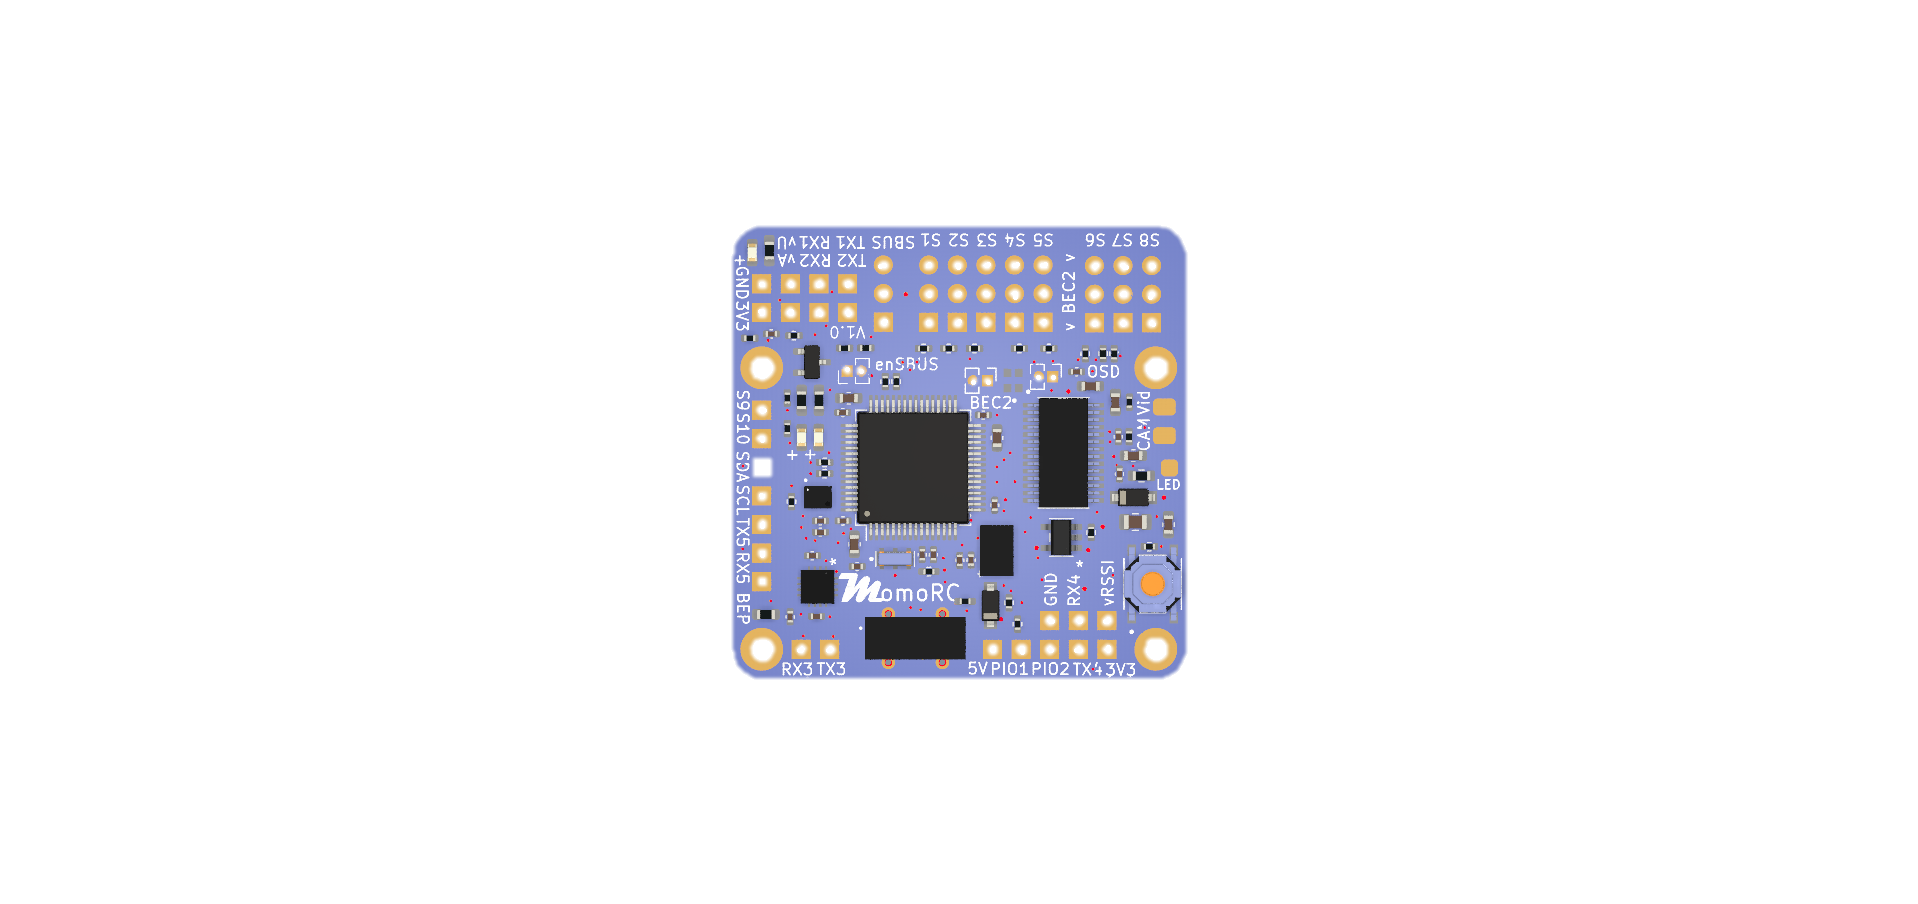 vU RX1 TX1 SBUS S1 S2 S3 S4 S5 S6 S7 S8
vA RX2 TX2
+GND3V3
v BEC2 v
V1.0
enSBUS
BEC2
OSD
S9 S10 SDA SCL TX5 RX5 BEP
+ +
CAM Vid
LED
MomoRC
GND
RX4 *
vRSSI
*
RX3 TX3
5V PIO1 PIO2 TX4 3V3